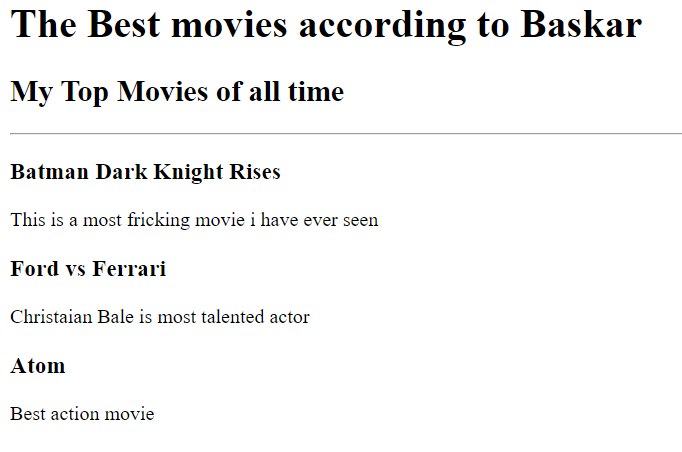 The Best movies according to Baskar
My Top Movies of all time
Batman Dark Knight Rises
This is a most fricking movie i have ever seen
Ford vs Ferrari
Christaian Bale is most talented actor
Atom
Best action movie